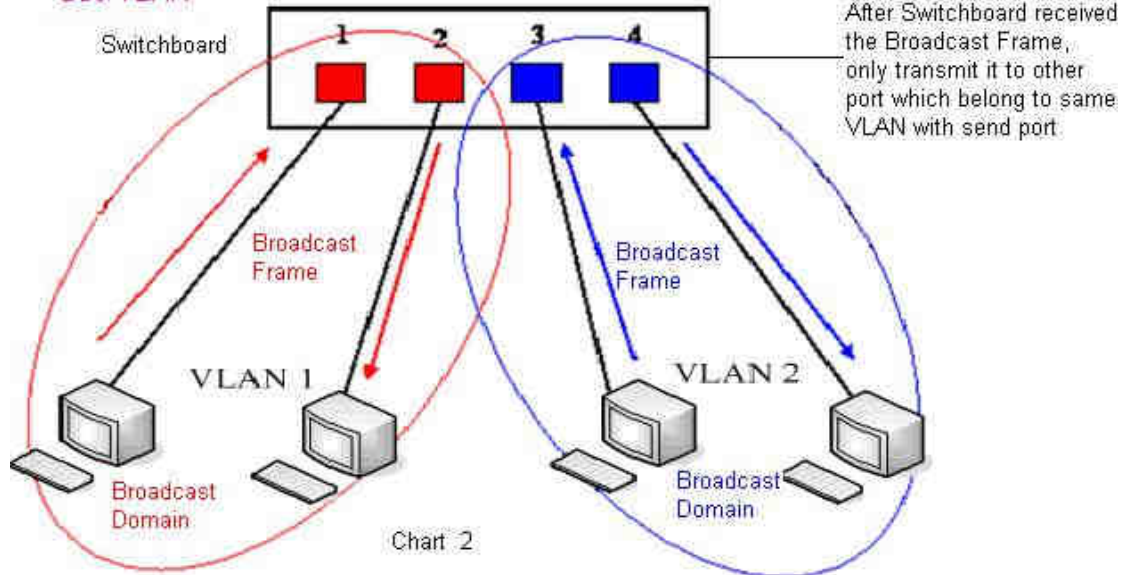 Switchboard
1
2
3
4
After Switchboard received
the Broadcast Frame,
only transmit it to other
port which belong to same
VLAN with send port
Broadcast
Frame
Broadcast
Frame
VLAN 1
VLAN 2
Broadcast
Domain
Broadcast
Domain
Chart 2